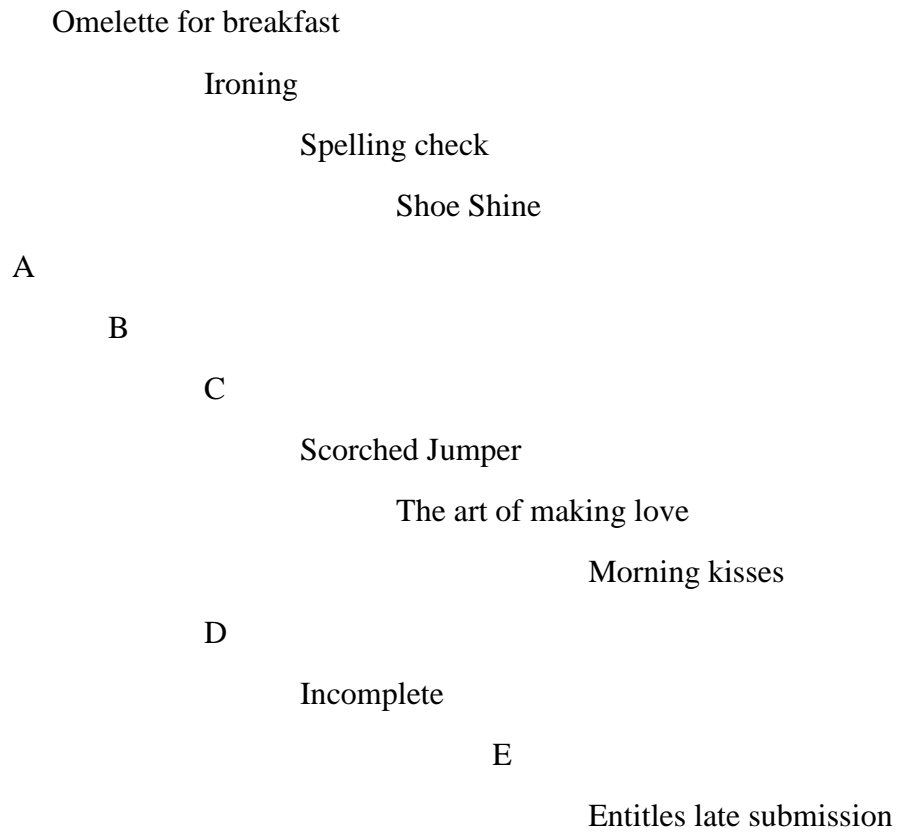 Omelette for breakfast
Ironing
Spelling check
Shoe Shine
A
B
C
Scorched Jumper
The art of making love
Morning kisses
D
Incomplete
E
Entitles late submission